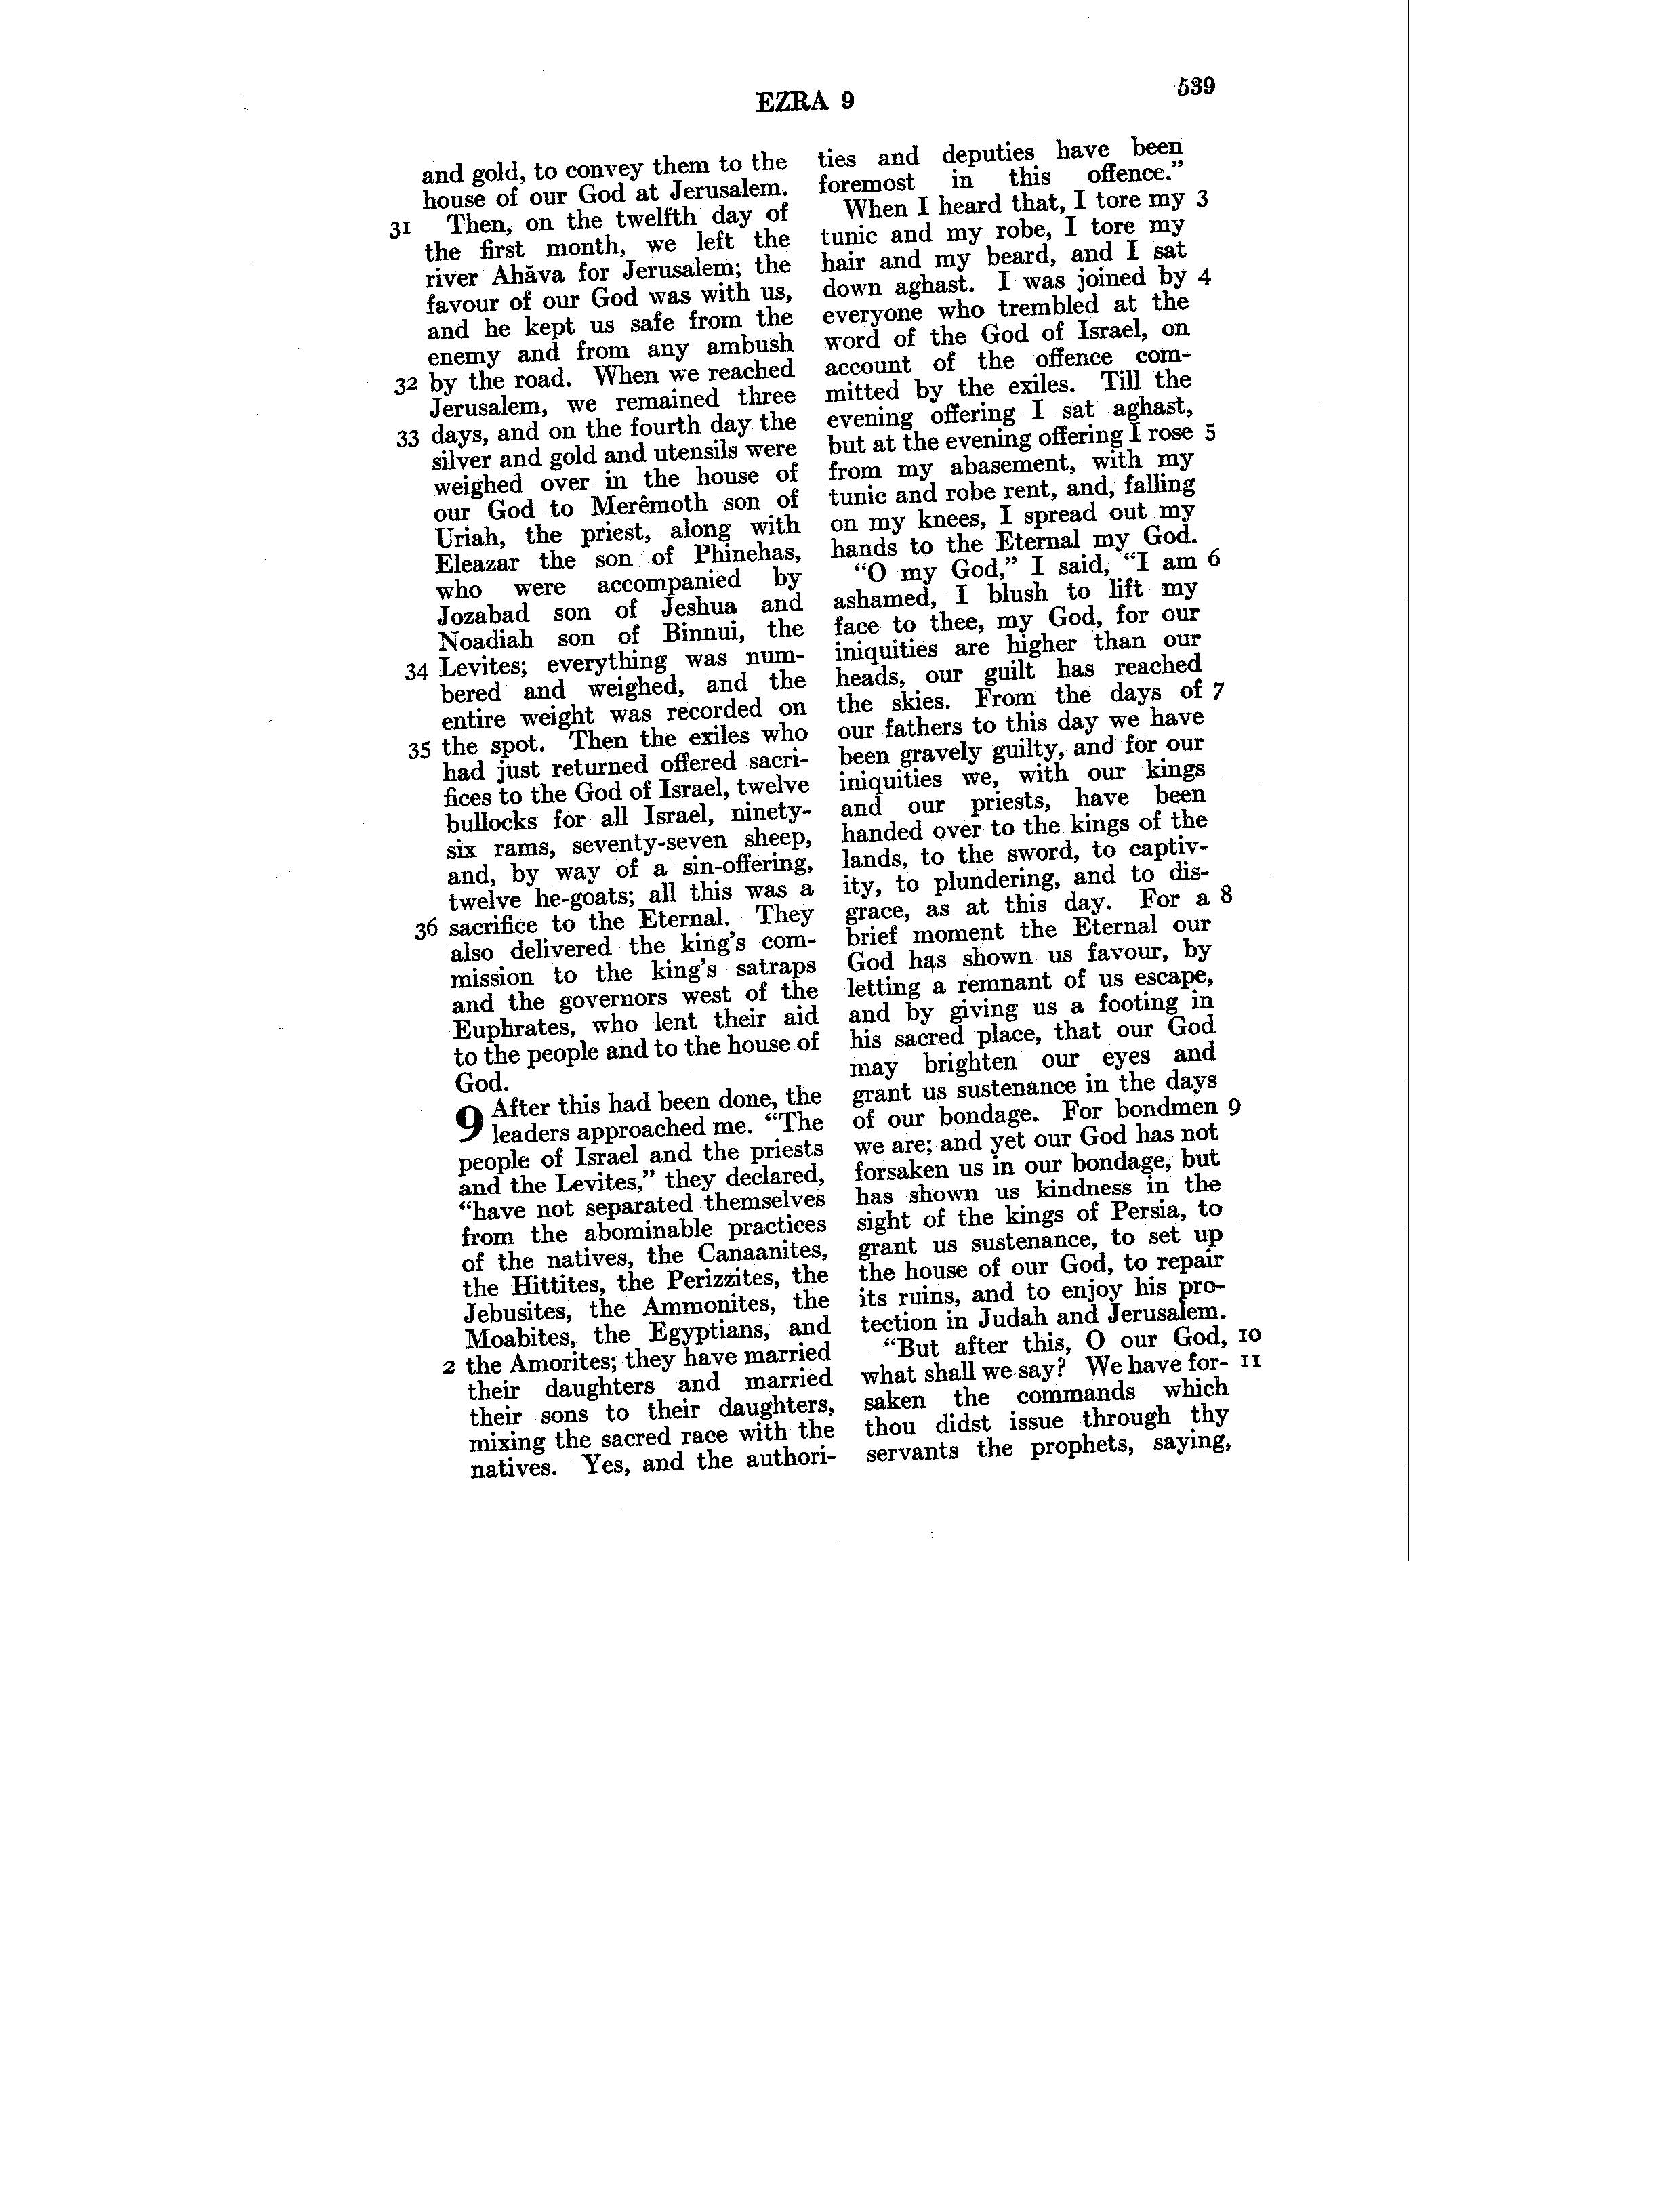 EZRA 9
539
and gold, to convey them to the
house of our God at Jerusalem.
31 Then, on the twelfth day of
the first month, we left the
river Ahăva for Jerusalem; the
favour of our God was with us,
and he kept us safe from the
enemy and from any ambush
32 by the road. When we reached
Jerusalem, we remained three
33 days, and on the fourth day the
silver and gold and utensils were
weighed over in the house of
our God to Merêmoth son of
Uriah, the priest, along with
Eleazar the son of Phinehas,
who were accompanied by
Jozabad son of Jeshua and
Noadiah son of Binnui, the
34 Levites; everything was num-
bered and weighed, and the
entire weight was recorded on
35 the spot. Then the exiles who
had just returned offered sacri-
fices to the God of Israel, twelve
bullocks for all Israel, ninety-
six rams, seventy-seven sheep,
and, by way of a sin-offering,
twelve he-goats; all this was a
36 sacrifice to the Eternal. They
also delivered the king's com-
mission to the king's satraps
and the governors west of the
Euphrates, who lent their aid
to the people and to the house of
God.
9 After this had been done, the
leaders approached me. “The
people of Israel and the priests
and the Levites,” they declared,
“have not separated themselves
from the abominable practices
of the natives, the Canaanites,
the Hittites, the Perizzites, the
Jebusites, the Ammonites, the
Moabites, the Egyptians, and
2 the Amorites; they have married
their daughters and married
their sons to their daughters,
mixing the sacred race with the
natives. Yes, and the authori-
ties and deputies have been
foremost in this offence.”
When I heard that, I tore my 3
tunic and my robe, I tore my
hair and my beard, and I sat
down aghast. I was joined by 4
everyone who trembled at the
word of the God of Israel, on
account of the offence com-
mitted by the exiles. Till the
evening offering I sat aghast,
but at the evening offering I rose 5
from my abasement, with my
tunic and robe rent, and, falling
on my knees, I spread out my
hands to the Eternal my God.
“O my God,” I said, “I am 6
ashamed, I blush to lift my
face to thee, my God, for our
iniquities are higher than our
heads, our guilt has reached
the skies. From the days of 7
our fathers to this day we have
been gravely guilty, and for our
iniquities we, with our kings
and our priests, have been
handed over to the kings of the
lands, to the sword, to captiv-
ity, to plundering, and to dis-
grace, as at this day. For a 8
brief moment the Eternal our
God has shown us favour, by
letting a remnant of us escape,
and by giving us a footing in
his sacred place, that our God
may brighten our eyes and
grant us sustenance in the days
of our bondage. For bondmen 9
we are; and yet our God has not
forsaken us in our bondage, but
has shown us kindness in the
sight of the kings of Persia, to
grant us sustenance, to set up
the house of our God, to repair
its ruins, and to enjoy his pro-
tection in Judah and Jerusalem.
“But after this, O our God, 10
what shall we say? We have for- 11
saken the commands which
thou didst issue through thy
servants the prophets, saying,